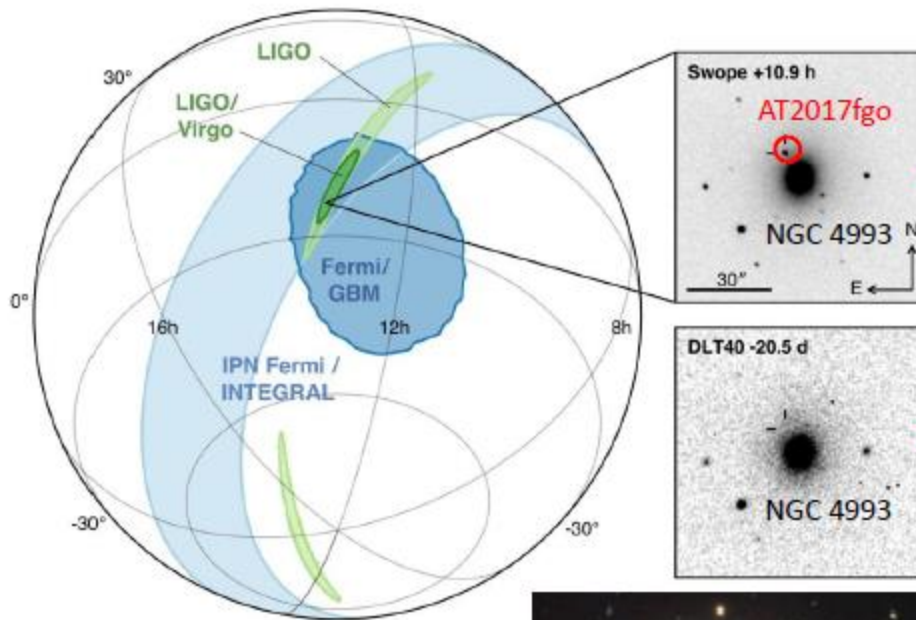 30°
LIGO
LIGO/
Virgo
Fermi/
GBM
0°
16h
12h
8h
IPN Fermi /
INTEGRAL
-30°
-30°
Swope +10.9 h
AT2017fgo
NGC 4993
N
30"
E
DLT40 -20.5 d
NGC 4993